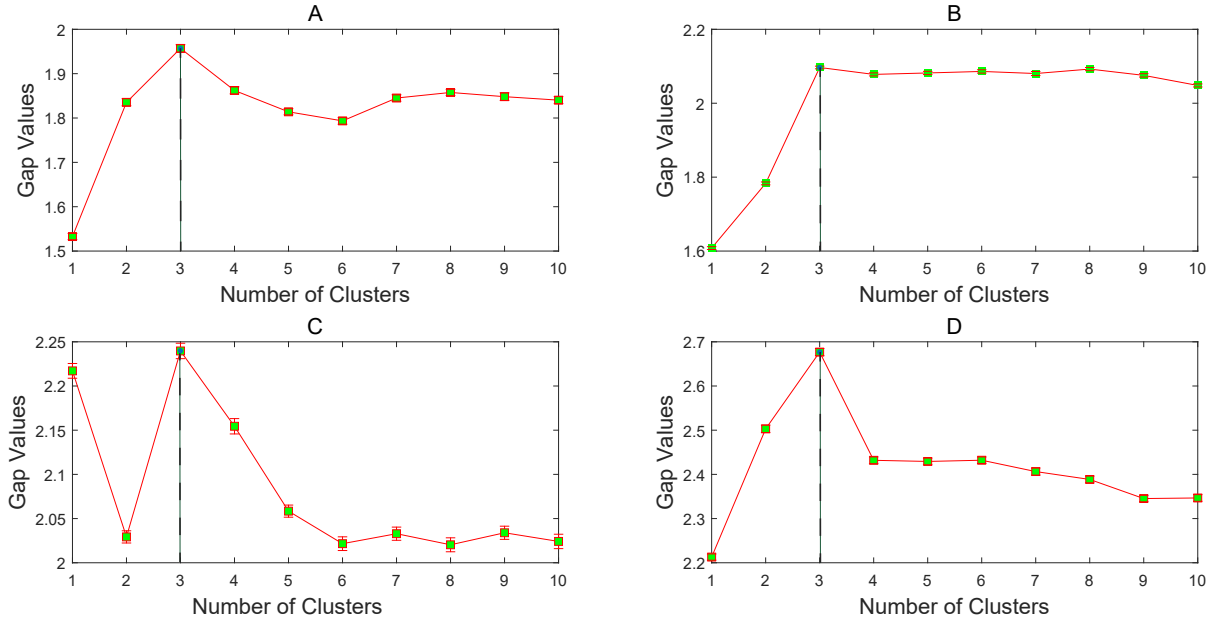 A
Gap Values
2
1.9
1.8
1.7
1.6
1.5
1 2 3 4 5 6 7 8 9 10
Number of Clusters
B
Gap Values
2.2
2
1.8
1.6
1 2 3 4 5 6 7 8 9 10
Number of Clusters
C
Gap Values
2.25
2.2
2.15
2.1
2.05
2
1 2 3 4 5 6 7 8 9 10
Number of Clusters
D
Gap Values
2.7
2.6
2.5
2.4
2.3
2.2
1 2 3 4 5 6 7 8 9 10
Number of Clusters